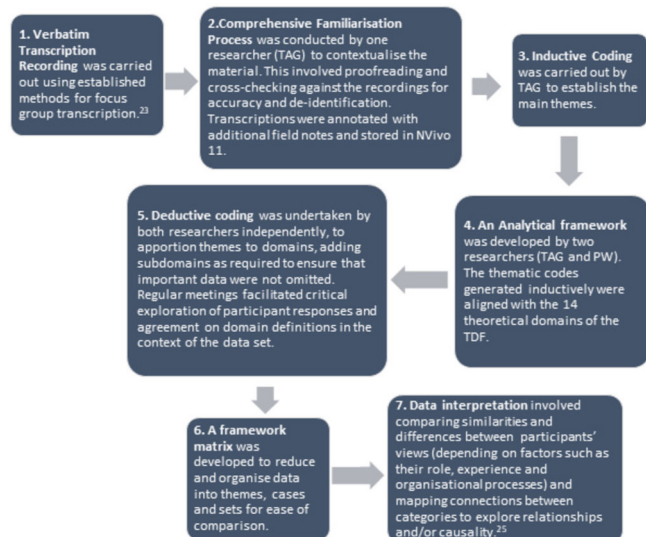 1. Verbatim
Transcription
Recording was carried
out using established
methods for focus
group transcription.23
2.Comprehensive Familiarisation
Process was conducted by one
researcher (TAG) to contextualise the
material. This involved proofreading and
cross-checking against the recordings for
accuracy and de-identification.
Transcriptions were annotated with
additional field notes and stored in NVivo
11.
3. Inductive Coding
was carried out by
TAG to establish the
main themes.
4. An Analytical framework
was developed by two
researchers (TAG and PW).
The thematic codes
generated inductively were
aligned with the 14
theoretical domains of the
TDF.
5. Deductive coding was undertaken by
both researchers independently, to
apportion themes to domains, adding
subdomains as required to ensure that
important data were not omitted.
Regular meetings facilitated critical
exploration of participant responses and
agreement on domain definitions in the
context of the data set.
6. A framework
matrix was
developed to reduce
and organise data
into themes, cases
and sets for ease of
comparison.
7. Data interpretation involved
comparing similarities and
differences between participants'
views (depending on factors such as
their role, experience and
organisational processes) and
mapping connections between
categories to explore relationships
and/or causality.25